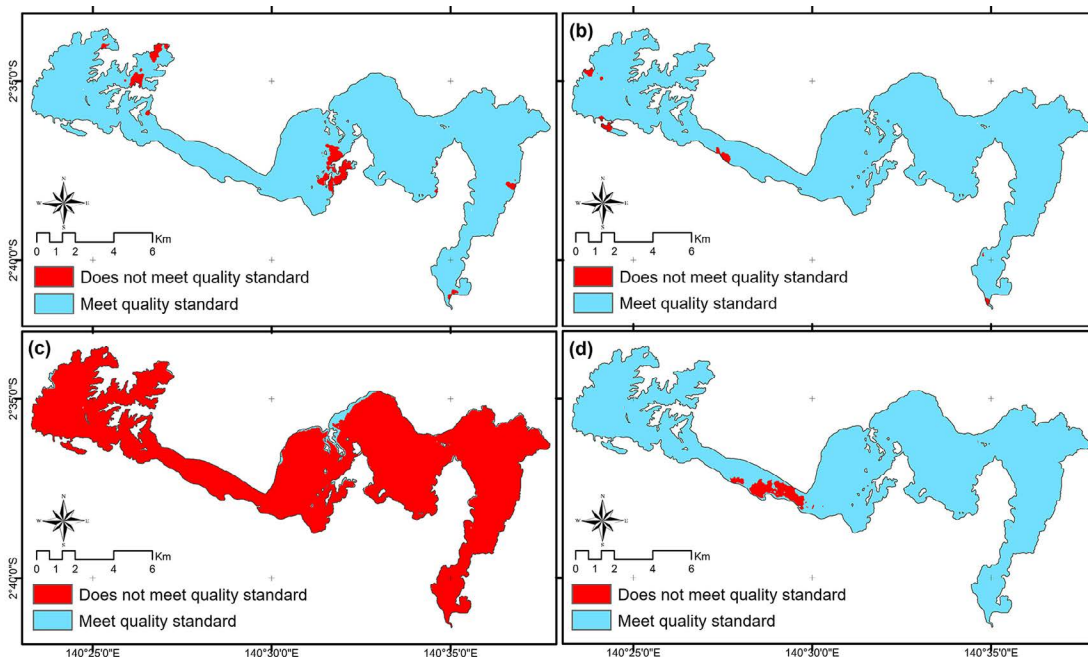 2°35'0"S
2°40'0"S
N
W
E
S
0 1 2 4 6
Km
Does not meet quality standard
Meet quality standard
(b)
N
W
E
S
0 1 2 4 6
Km
Does not meet quality standard
Meet quality standard
(c)
2°35'0"S
2°40'0"S
N
W
E
S
0 1 2 4 6
Km
Does not meet quality standard
Meet quality standard
140°25'0"E
140°30'0"E
140°35'0"E
(d)
N
W
E
S
0 1 2 4 6
Km
Does not meet quality standard
Meet quality standard
140°25'0"E
140°30'0"E
140°35'0"E